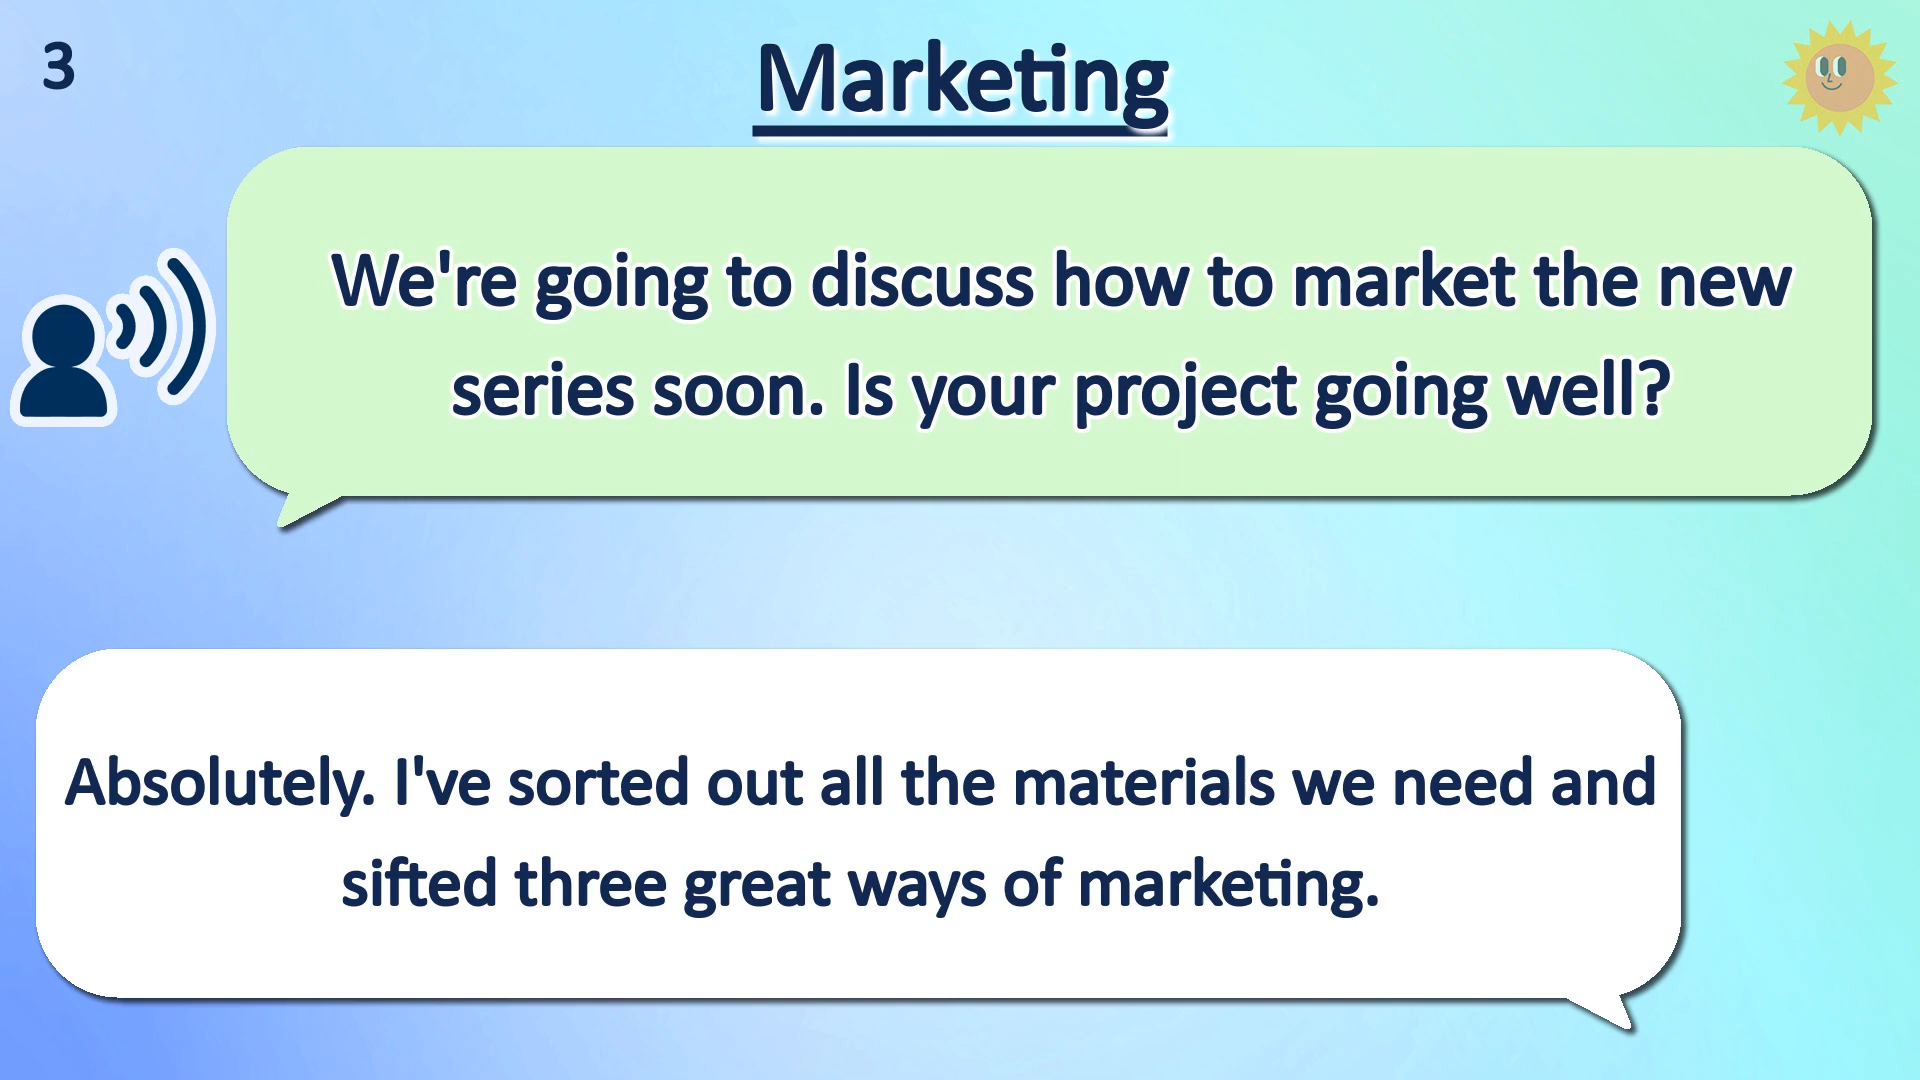 3
Marketing
We're going to discuss how to market the new
series soon. Is your project going well?
Absolutely. I've sorted out all the materials we need and
sifted three great ways of marketing.